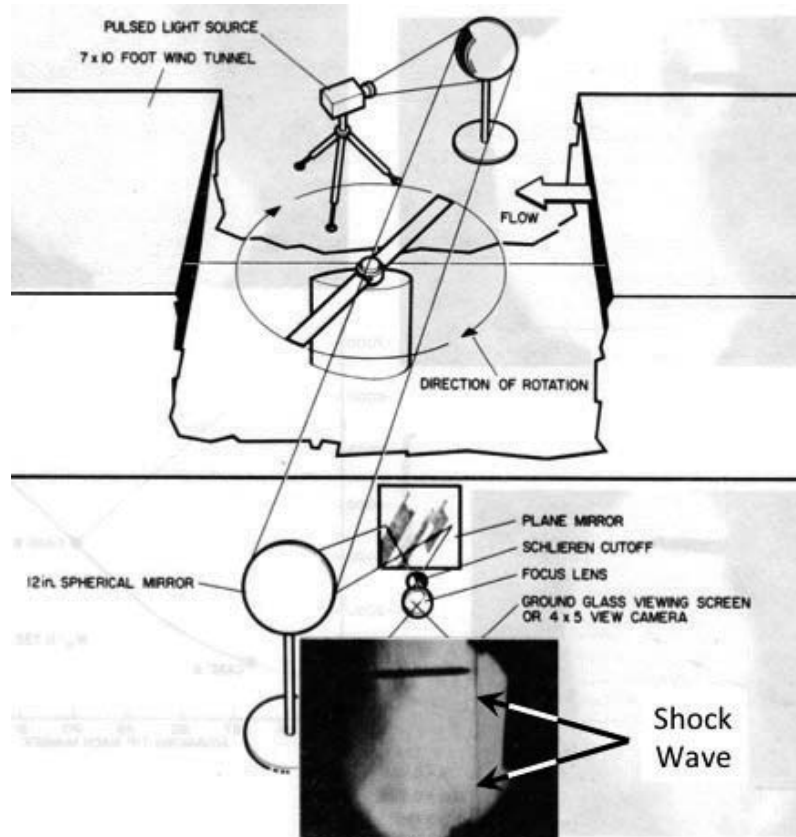 PULSED LIGHT SOURCE
7 x 10 FOOT WIND TUNNEL
FLOW
DIRECTION OF ROTATION
PLANE MIRROR
SCHLIEREN CUTOFF
12 in. SPHERICAL MIRROR
FOCUS LENS
GROUND GLASS VIEWING SCREEN
OR 4 x 5 VIEW CAMERA
Shock
Wave